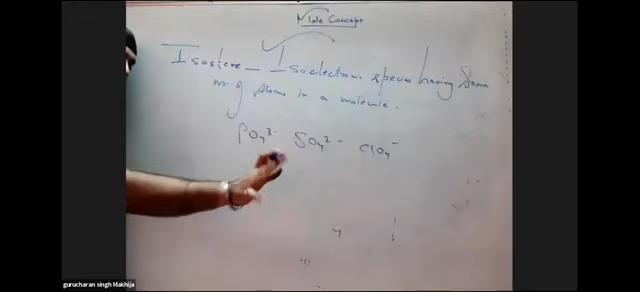 Mole Concept
Isostere - Isoelectronic species having same
no. of atoms in a molecule.
PO₄³⁻ SO₄²⁻ ClO₄⁻
gurucharan singh Makhija